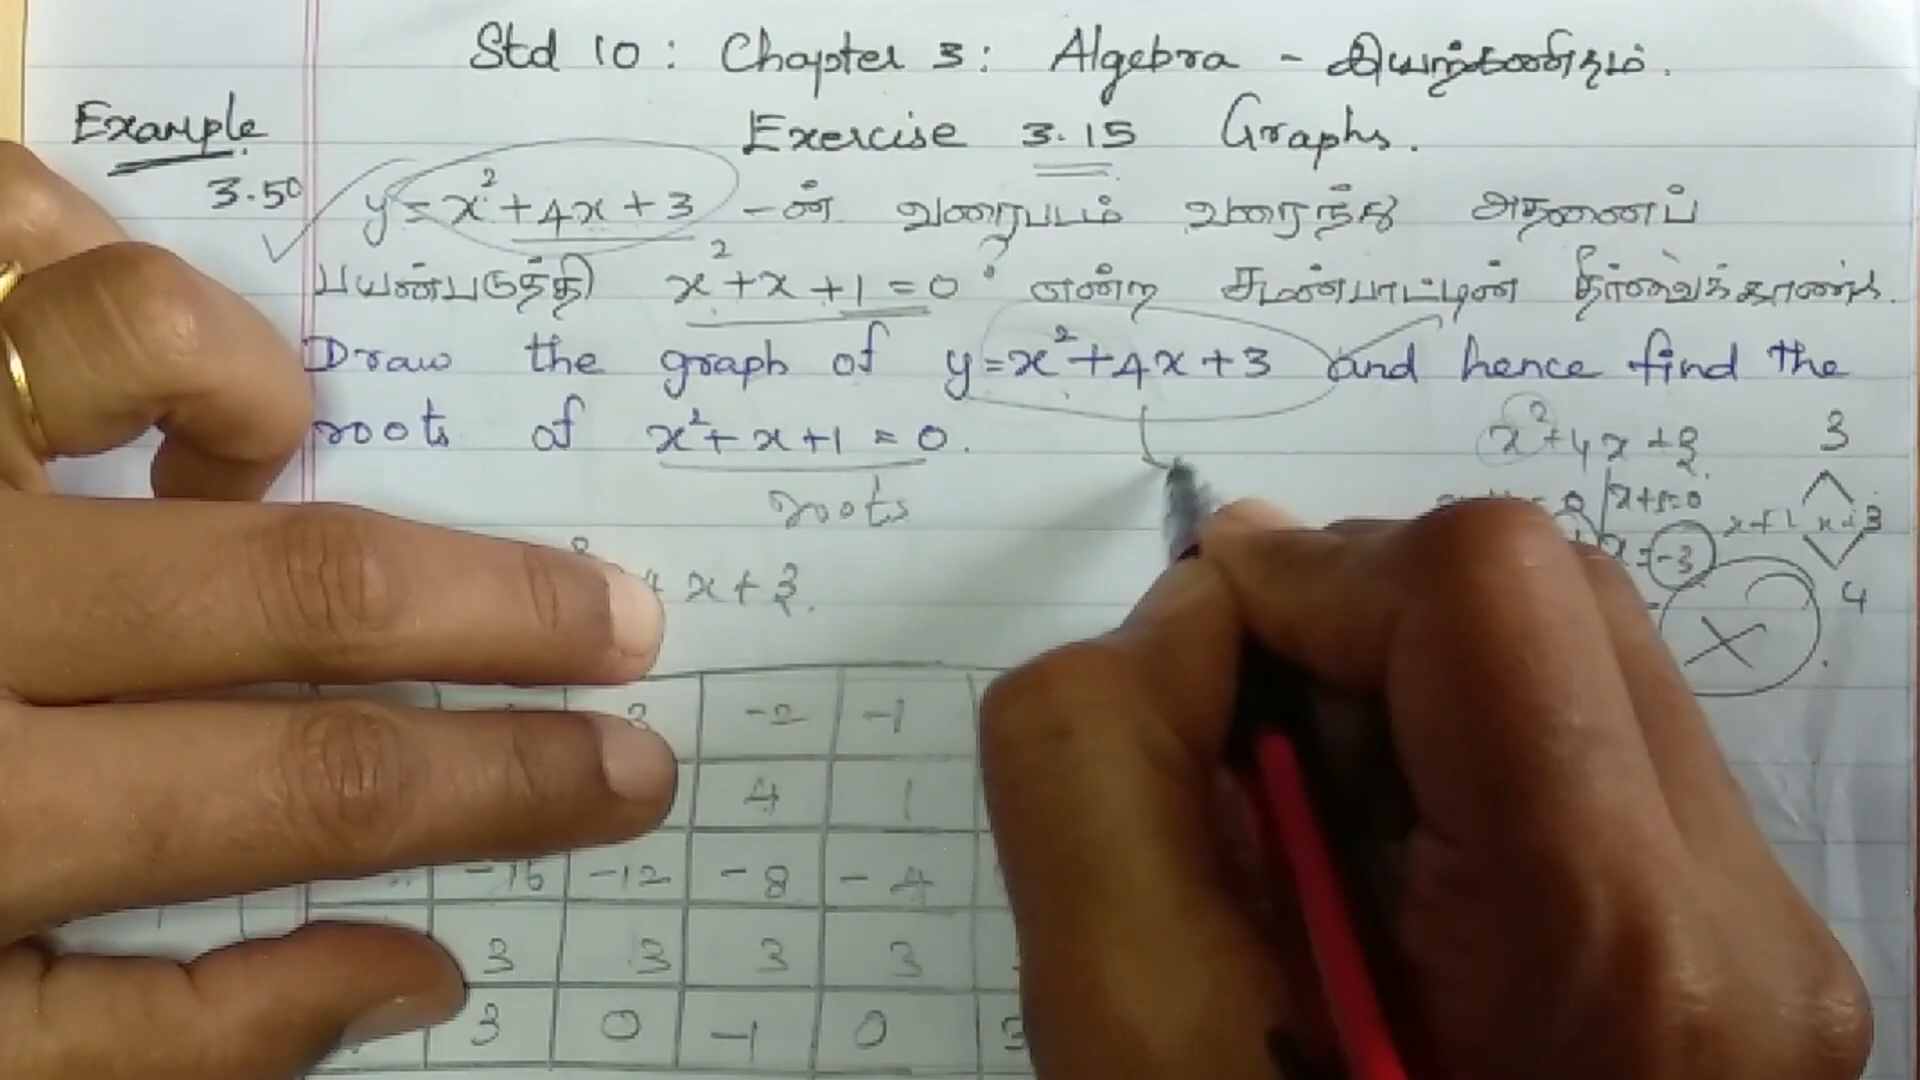 Std 10 : Chapter 3 : Algebra - இயற்கணிதம்.
Example 3.50
Exercise 3.15 Graphs.
y = x²+4x+3 -ன் வரைபடம் வரைந்து அதனைப்
பயன்படுத்தி x²+x+1=0 என்ற சமன்பாட்டின் தீர்வைக்காண்க.
Draw the graph of y=x²+4x+3 and hence find the
roots of x²+x+1=0.
roots
x²+4x+3
3
x+5=0
x+1 x+3
x=-3
4
x+3.
3 -2 -1
4 1
-16 -12 -8 -4
3 3 3 3
3 0 -1 0 3